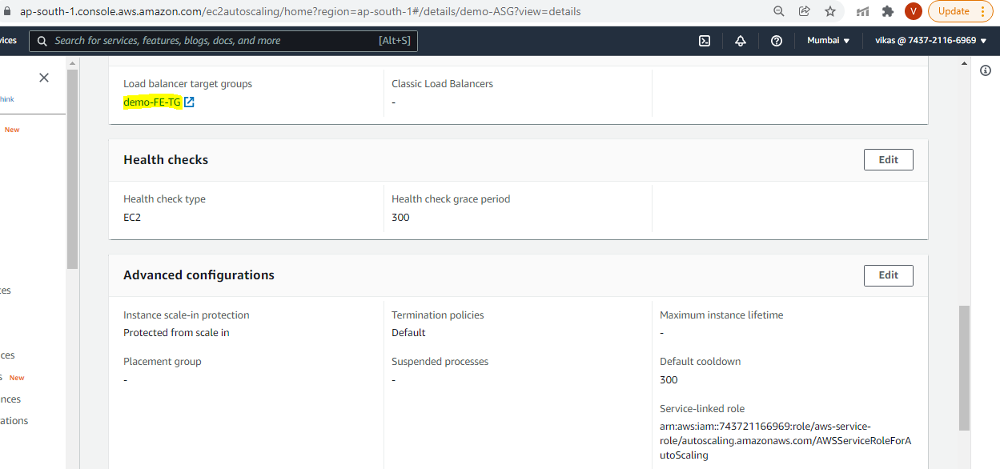 ap-south-1.console.aws.amazon.com/ec2autoscaling/home?region=ap-south-1#/details/demo-ASG?view=details
V
Update
vices
Search for services, features, blogs, docs, and more
[Alt+S]
Mumbai
vikas @ 7437-2116-6969
hink
New
ces
ces
s New
nces
ations
Load balancer target groups
demo-FE-TG
Classic Load Balancers
-
Health checks
Edit
Health check type
EC2
Health check grace period
300
Advanced configurations
Edit
Instance scale-in protection
Protected from scale in
Termination policies
Default
Maximum instance lifetime
-
Placement group
-
Suspended processes
-
Default cooldown
300
Service-linked role
arn:aws:iam::743721166969:role/aws-service-
role/autoscaling.amazonaws.com/AWSServiceRoleForA
utoScaling